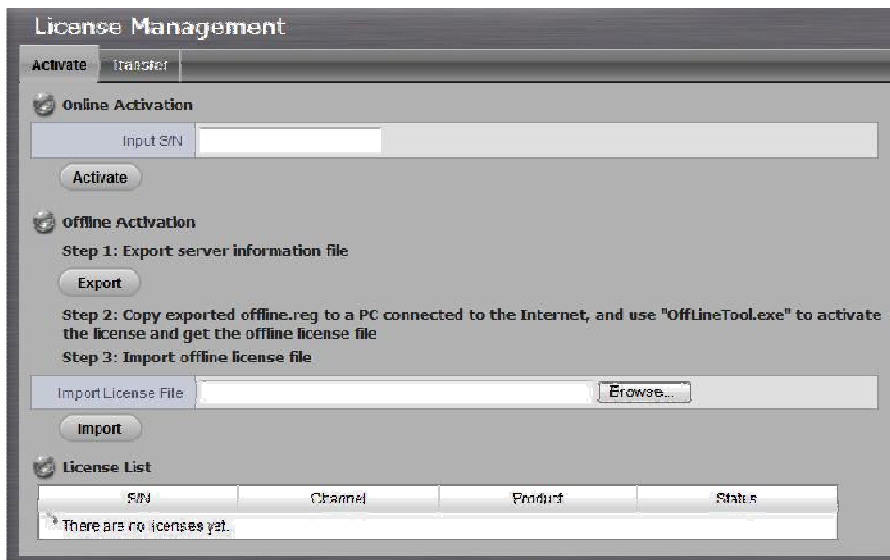 License Management
Activate Transfer
Online Activation
Input S/N
Activate
Offline Activation
Step 1: Export server information file
Export
Step 2: Copy exported offline.reg to a PC connected to the Internet, and use "OffLineTool.exe" to activate
the license and get the offline license file
Step 3: Import offline license file
Import License File Browse...
Import
License List
S/N Channel Product Status
There are no licenses yet.